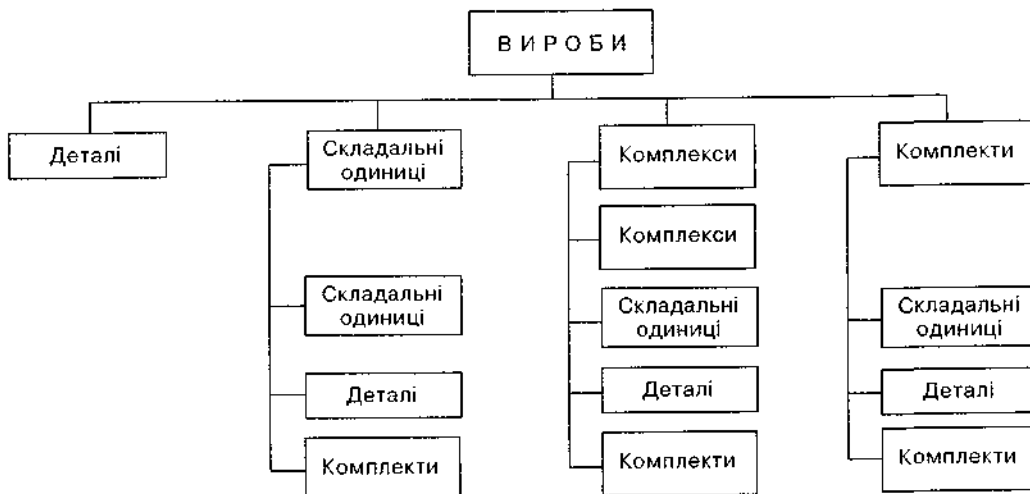 ВИРОБИ
Деталі
Складальні
одиниці
Комплекси
Комплекти
Комплекси
Складальні
одиниці
Складальні
одиниці
Складальні
одиниці
Деталі
Деталі
Деталі
Комплекти
Комплекти
Комплекти